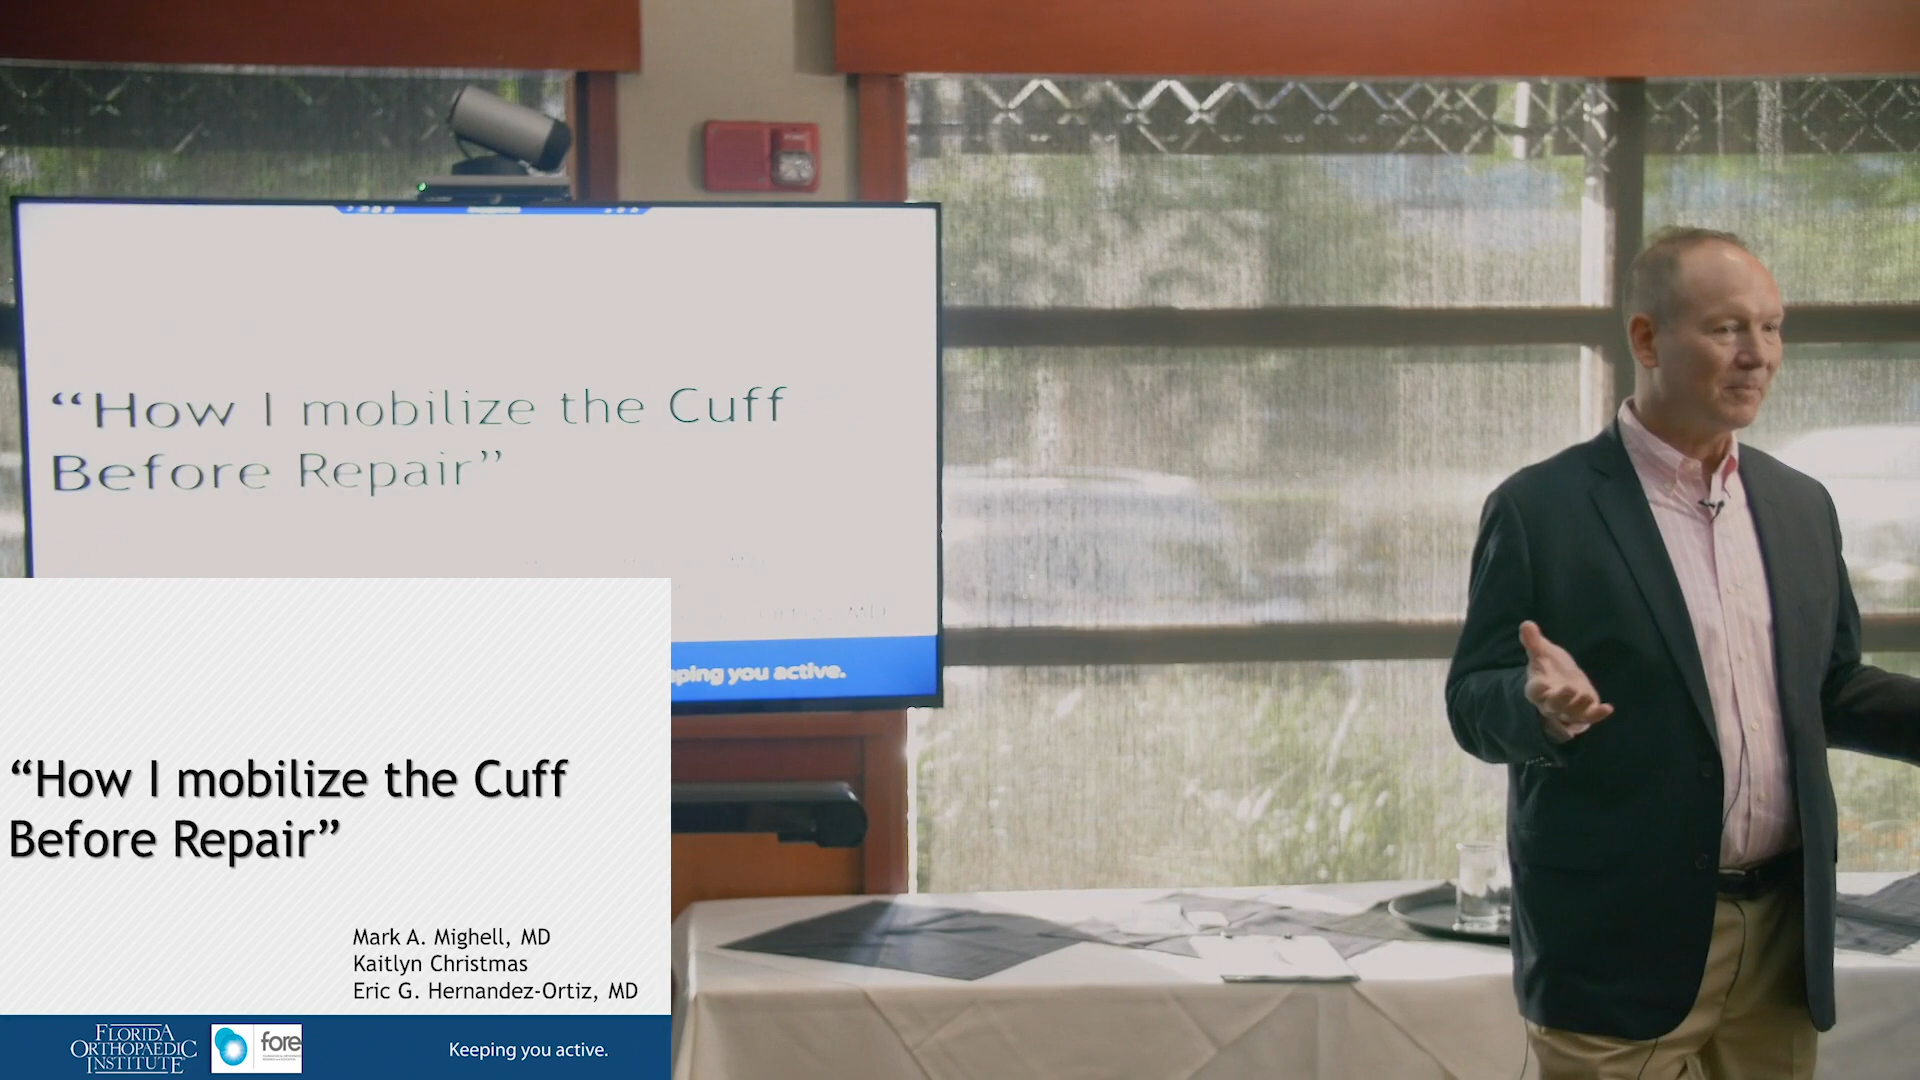 “How I mobilize the Cuff
Before Repair”
eping you active.
“How I mobilize the Cuff
Before Repair”
Mark A. Mighell, MD
Kaitlyn Christmas
Eric G. Hernandez-Ortiz, MD
FLORIDA
ORTHOPAEDIC
INSTITUTE
fore
Keeping you active.